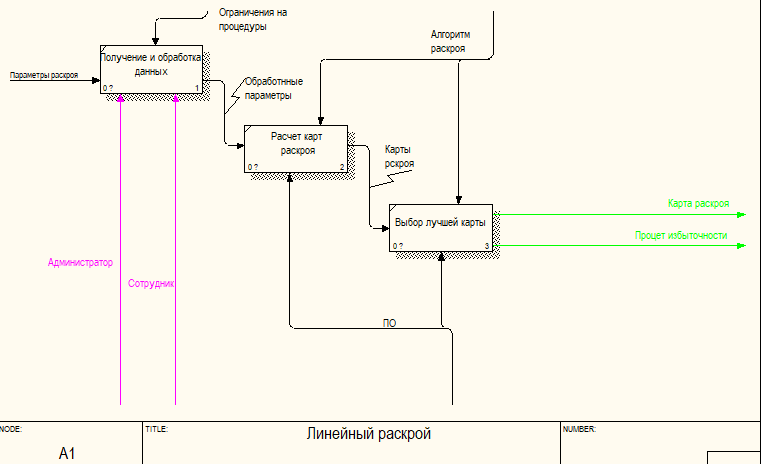 Ограничения на
процедуры
Алгоритм
раскроя
Получение и обработка
данных
0 ?
1
Параметры раскроя
Обработнные
параметры
Расчет карт
раскроя
0 ?
2
Карты
рскроя
Выбор лучшей карты
0 ?
3
Карта раскроя
Процет избыточности
Администратор
Сотрудник
ПО
NODE:
A1
TITLE:
Линейный раскрой
NUMBER: